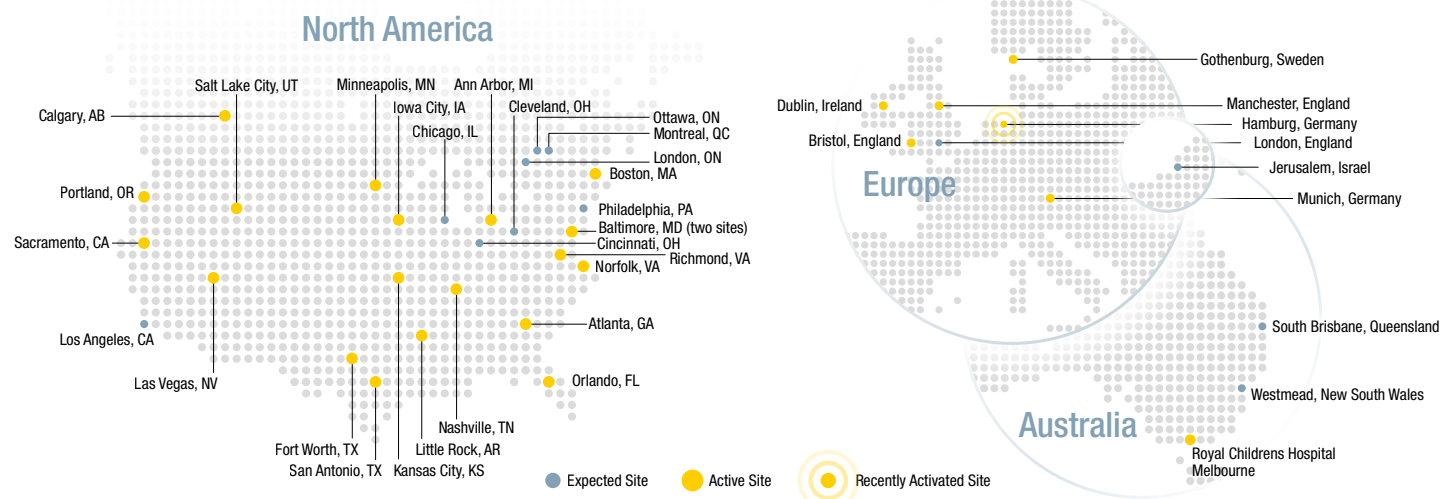 North America
Salt Lake City, UT
Minneapolis, MN
Ann Arbor, MI
Iowa City, IA
Cleveland, OH
Calgary, AB
Chicago, IL
Ottawa, ON
Montreal, QC
London, ON
Boston, MA
Portland, OR
Philadelphia, PA
Baltimore, MD (two sites)
Sacramento, CA
Cincinnati, OH
Richmond, VA
Norfolk, VA
Los Angeles, CA
Atlanta, GA
Las Vegas, NV
Orlando, FL
Nashville, TN
Fort Worth, TX
Little Rock, AR
San Antonio, TX
Kansas City, KS
Gothenburg, Sweden
Dublin, Ireland
Manchester, England
Hamburg, Germany
Bristol, England
London, England
Jerusalem, Israel
Europe
Munich, Germany
South Brisbane, Queensland
Westmead, New South Wales
Australia
Royal Childrens Hospital
Melbourne
Expected Site
Active Site
Recently Activated Site